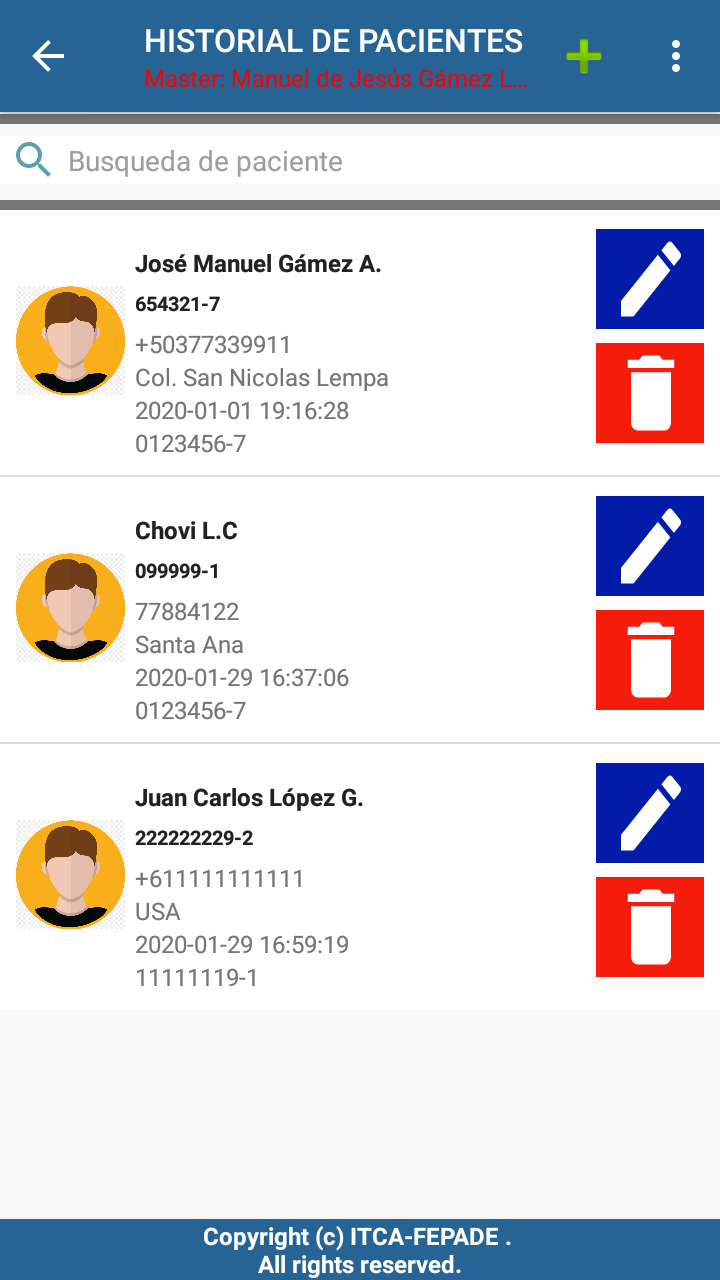 HISTORIAL DE PACIENTES
Master: Manuel de Jesús Gámez L...
Busqueda de paciente
José Manuel Gámez A.
654321-7
+50377339911
Col. San Nicolas Lempa
2020-01-01 19:16:28
0123456-7
Chovi L.C
099999-1
77884122
Santa Ana
2020-01-29 16:37:06
0123456-7
Juan Carlos López G.
222222229-2
+611111111111
USA
2020-01-29 16:59:19
11111119-1
Copyright (c) ITCA-FEPADE .
All rights reserved.